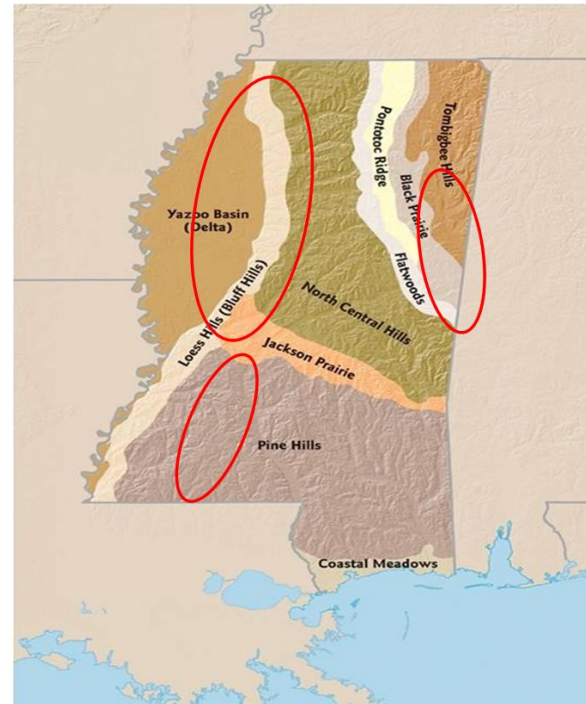 Tombigbee Hills
Pontotoc Ridge
Black Prairie
Yazoo Basin
(Delta)
Flatwoods
Loess Hills (Bluff Hills)
North Central Hills
Jackson Prairie
Pine Hills
Coastal Meadows